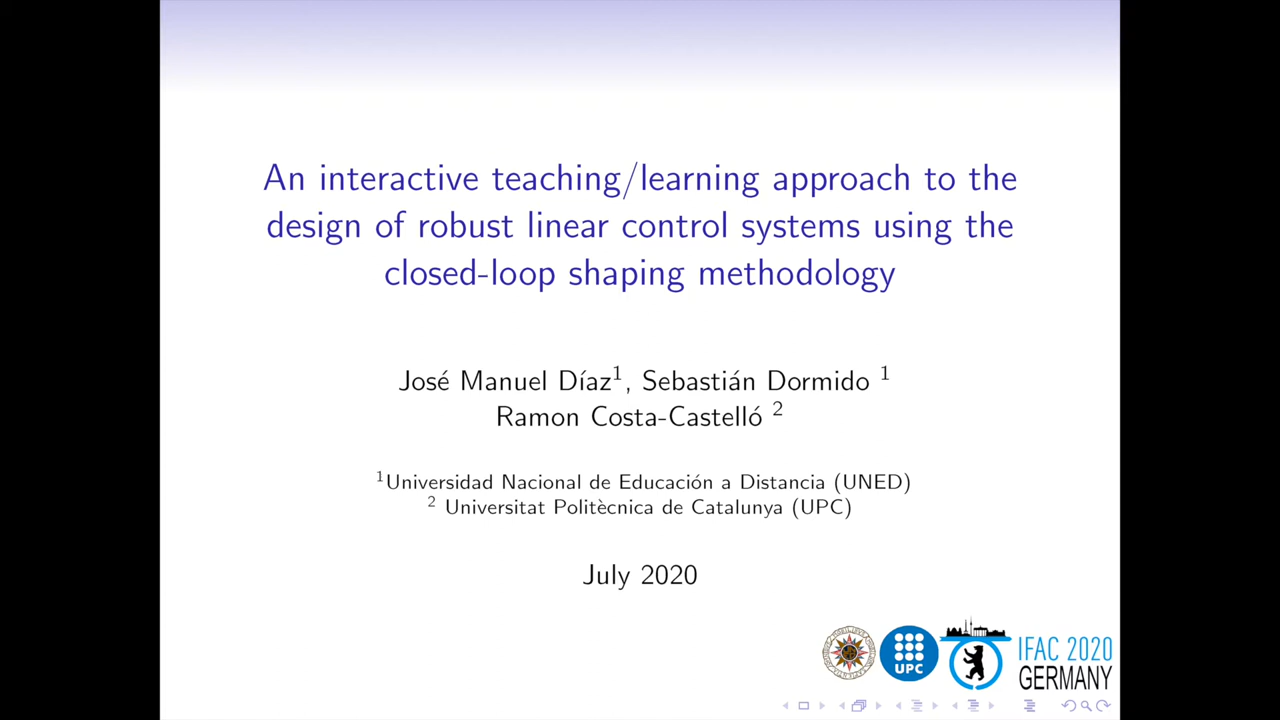 An interactive teaching/learning approach to the
design of robust linear control systems using the
closed-loop shaping methodology
José Manuel Díaz¹, Sebastián Dormido ¹
Ramon Costa-Castelló ²
¹Universidad Nacional de Educación a Distancia (UNED)
² Universitat Politècnica de Catalunya (UPC)
July 2020
UPC
IFAC 2020
GERMANY